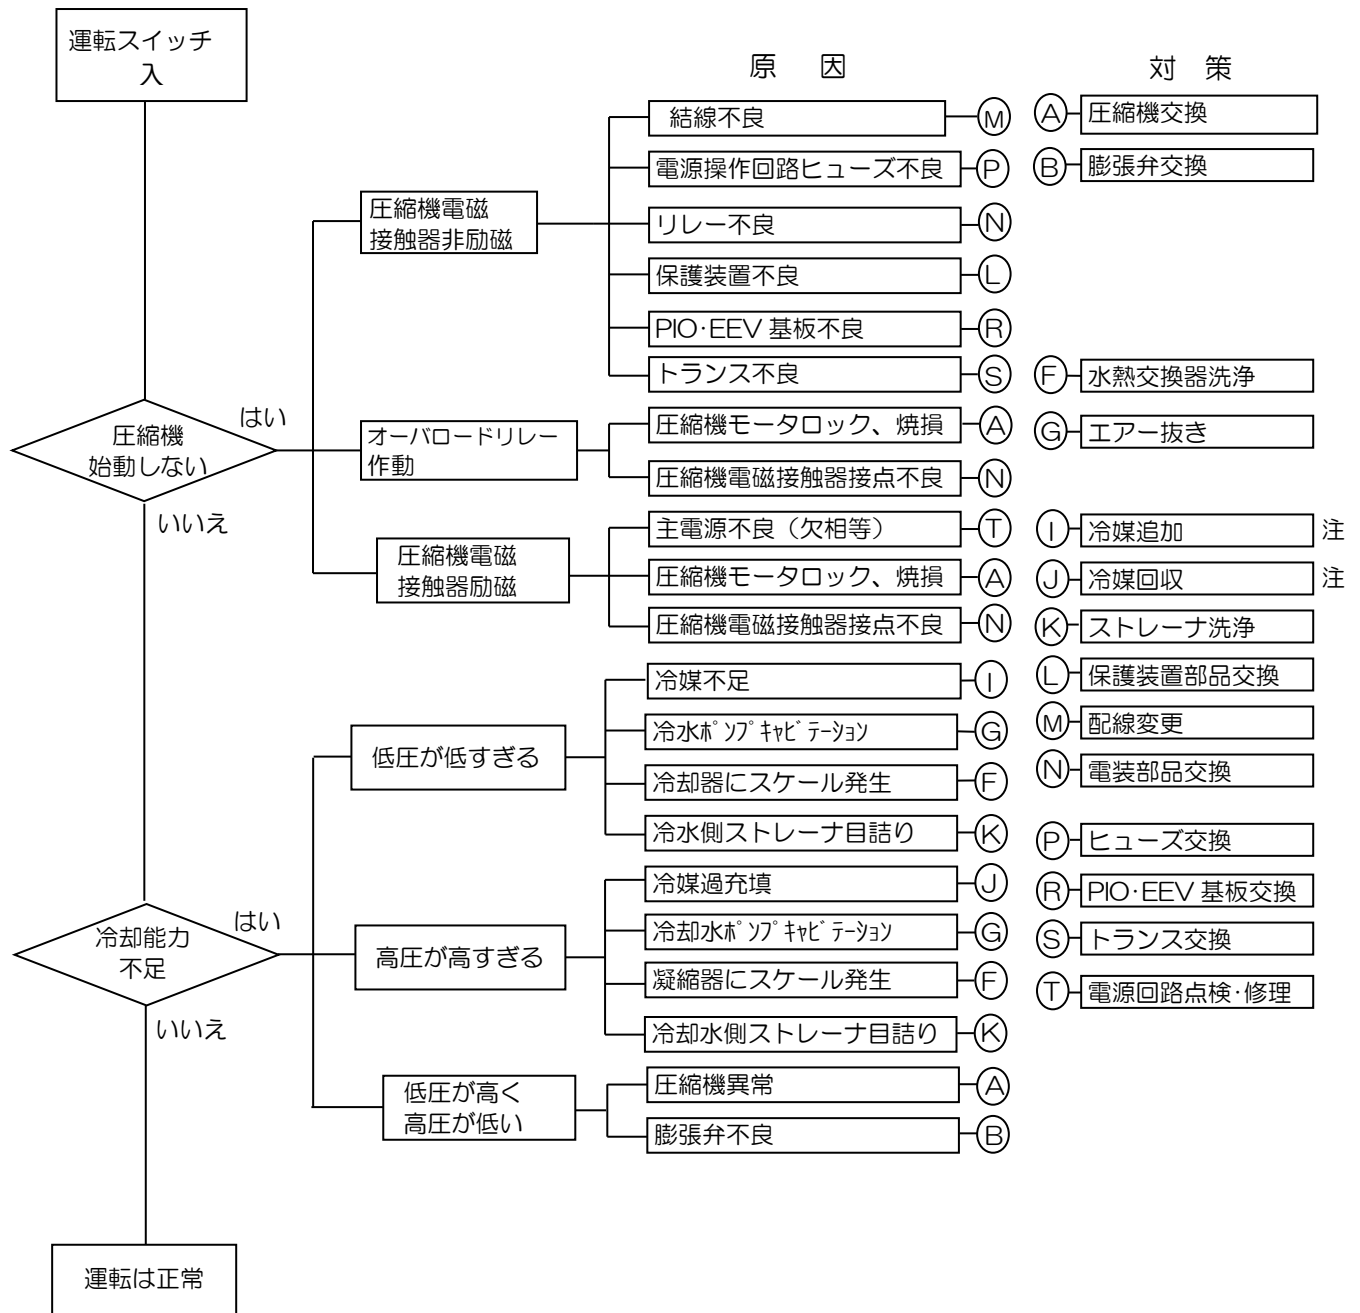 運転スイッチ
入
原 因
対 策
結線不良
M
A
圧縮機交換
電源操作回路ヒューズ不良
P
B
膨張弁交換
圧縮機電磁
接触器非励磁
リレー不良
N
保護装置不良
L
PIO・EEV 基板不良
R
トランス不良
S
F
水熱交換器洗浄
圧縮機
始動しない
はい
いいえ
オーバロードリレー
作動
圧縮機モータロック、焼損
A
G
エアー抜き
圧縮機電磁接触器接点不良
N
圧縮機電磁
接触器励磁
主電源不良（欠相等）
T
I
冷媒追加
注
圧縮機モータロック、焼損
A
J
冷媒回収
注
圧縮機電磁接触器接点不良
N
K
ストレーナ洗浄
低圧が低すぎる
冷媒不足
I
L
保護装置部品交換
冷水ﾎﾟﾝﾌﾟｷｬﾋﾞﾃｰｼｮﾝ
G
M
配線変更
冷却器にスケール発生
F
N
電装部品交換
冷水側ストレーナ目詰り
K
P
ヒューズ交換
冷却能力
不足
はい
いいえ
高圧が高すぎる
冷媒過充填
J
R
PIO・EEV 基板交換
冷却水ﾎﾟﾝﾌﾟｷｬﾋﾞﾃｰｼｮﾝ
G
S
トランス交換
凝縮器にスケール発生
F
T
電源回路点検・修理
冷却水側ストレーナ目詰り
K
低圧が高く
高圧が低い
圧縮機異常
A
膨張弁不良
B
運転は正常